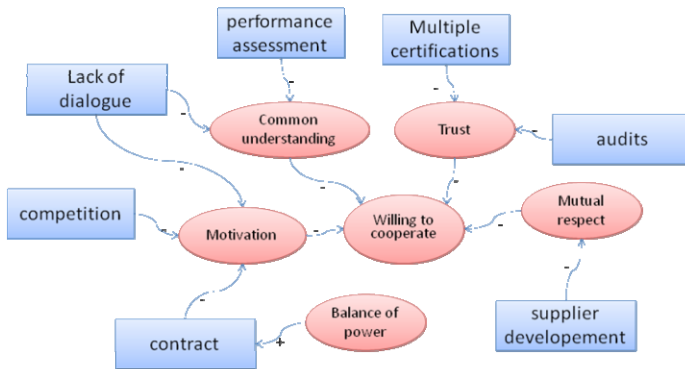 performance
assessment
Multiple
certifications
Lack of
dialogue
-
-
-
Common
understanding
Trust
-
audits
-
-
-
-
competition
-
Motivation
-
Willing to
cooperate
-
Mutual
respect
-
-
Balance of
power
supplier
developement
contract
+